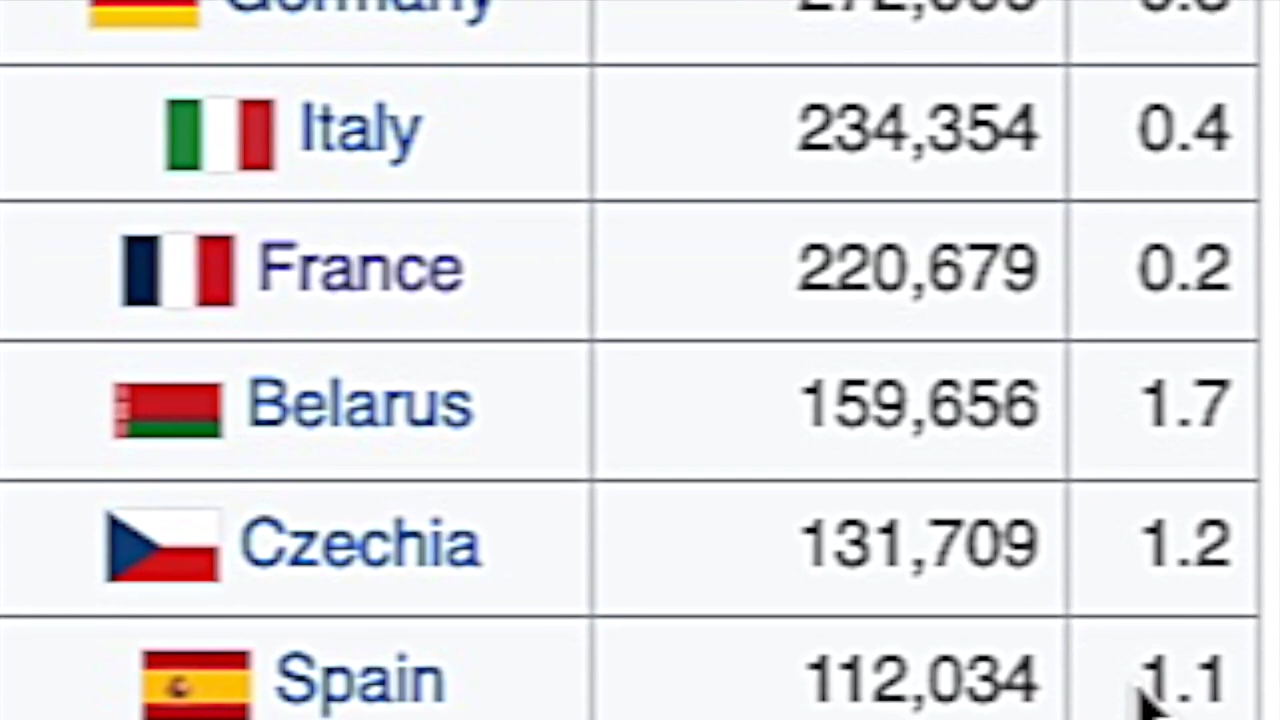 Germany
Italy 234,354 0.4
France 220,679 0.2
Belarus 159,656 1.7
Czechia 131,709 1.2
Spain 112,034 1.1